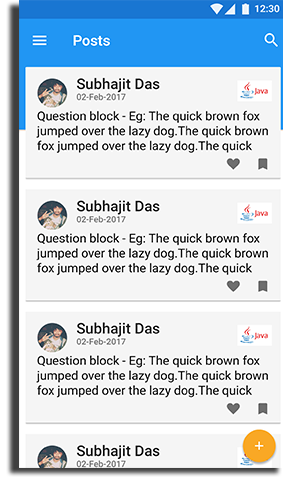 12:30
Posts
Subhajit Das
02-Feb-2017
Java
Question block - Eg: The quick brown fox
jumped over the lazy dog.The quick brown
fox jumped over the lazy dog.The quick
Subhajit Das
02-Feb-2017
Java
Question block - Eg: The quick brown fox
jumped over the lazy dog.The quick brown
fox jumped over the lazy dog.The quick
Subhajit Das
02-Feb-2017
Java
Question block - Eg: The quick brown fox
jumped over the lazy dog.The quick brown
fox jumped over the lazy dog.The quick
Subhajit Das
02-Feb-2017